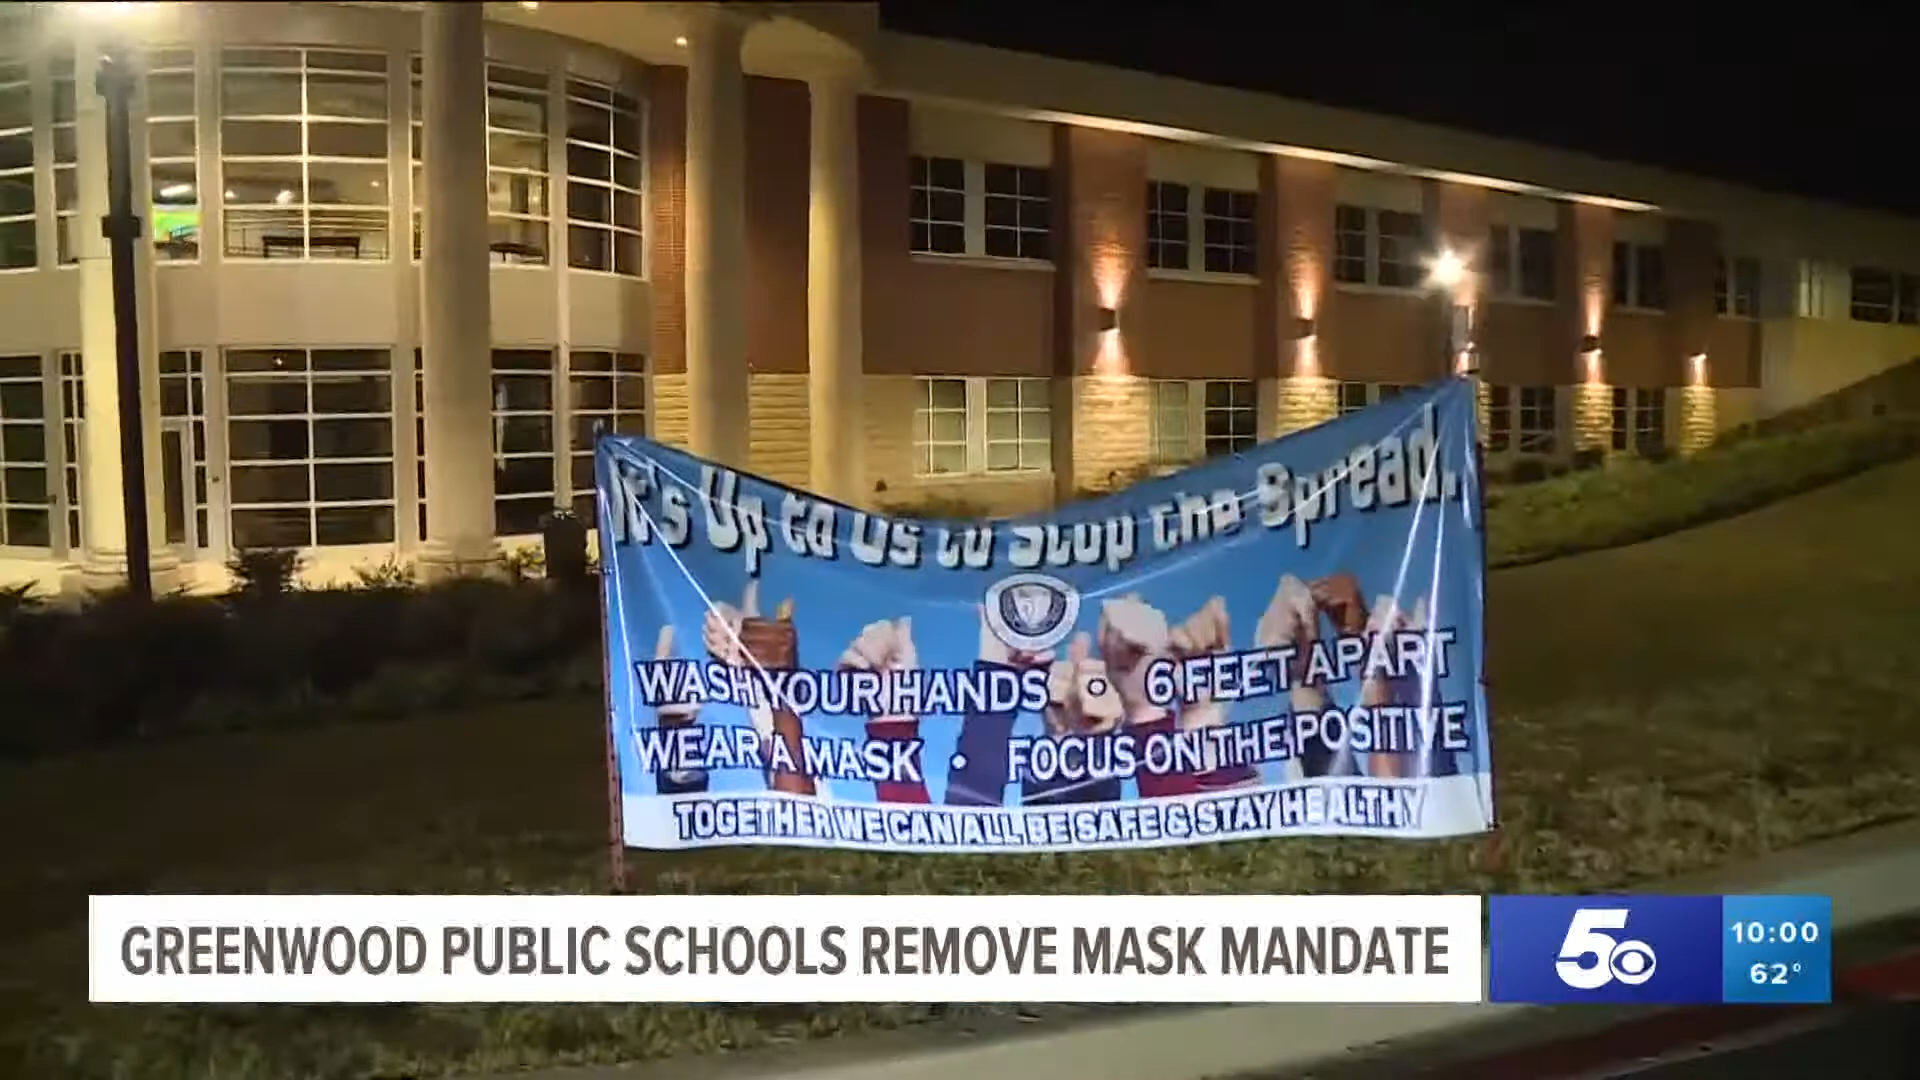 It's Up to Us to Stop the Spread.
WASH YOUR HANDS • 6 FEET APART
WEAR A MASK • FOCUS ON THE POSITIVE
TOGETHER WE CAN ALL BE SAFE & STAY HEALTHY
GREENWOOD PUBLIC SCHOOLS REMOVE MASK MANDATE
5
10:00
62°